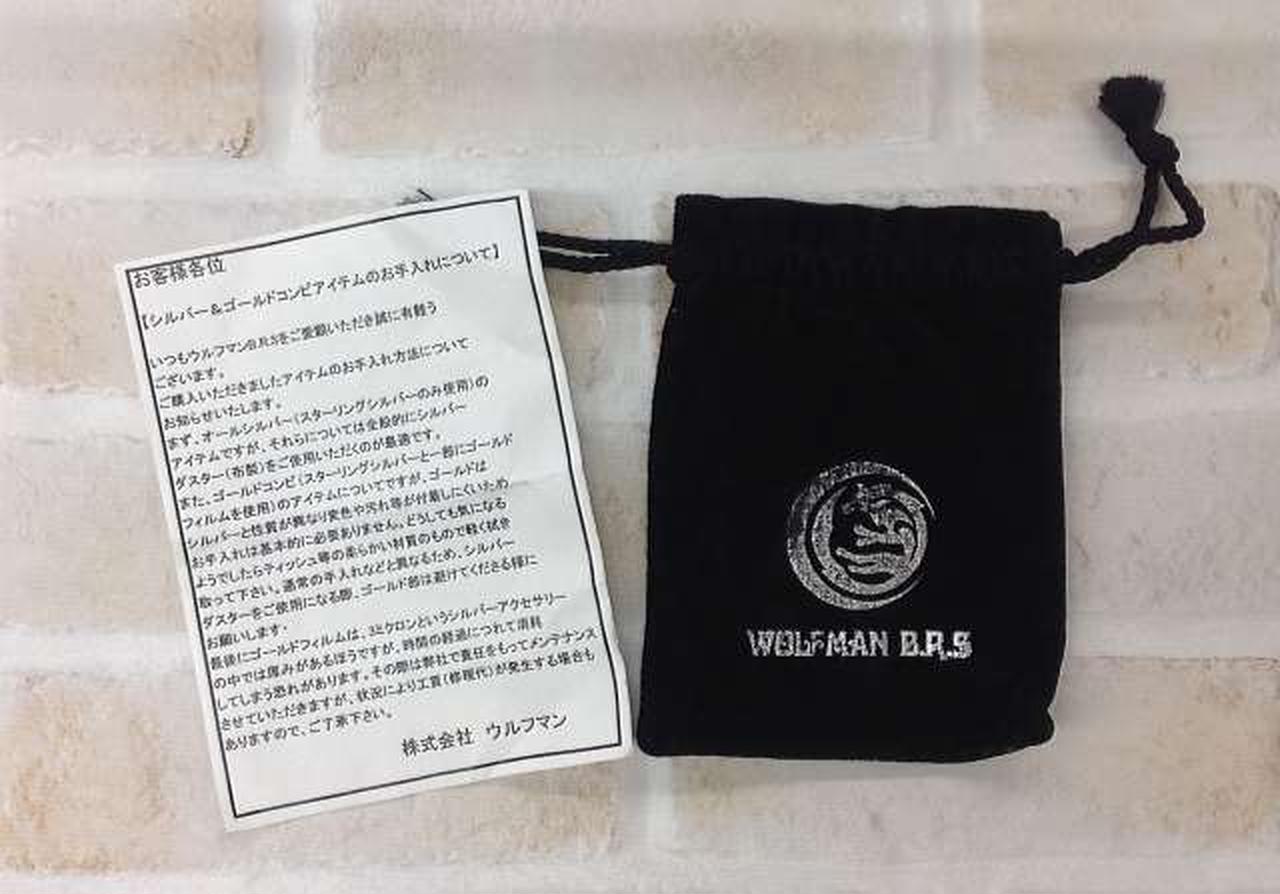 お客様各位
【シルバー&ゴールドコンビアイテムのお手入れについて】
いつもウルフマンB.R.Sをご愛顧いただき誠に有難う
ございます。
ご購入いただきましたアイテムのお手入れ方法について
お知らせいたします。
まず、オールシルバー(スターリングシルバーのみ使用)の
アイテムですが、それらについては全般的にシルバー
ダスター(布製)をご使用いただくのが最適です。
また、ゴールドコンビ(スターリングシルバーと一部にゴールド
フィルムを使用)のアイテムについてですが、ゴールドは
シルバーと性質が異なり変色や汚れ等が付着しにくいため
お手入れは基本的に必要ありません。どうしても気になる
ようでしたらティッシュ等の柔らかい材質のもので軽く拭き
取って下さい。通常の手入れなどと異なるため、シルバー
ダスターをご使用になる際、ゴールド部は避けてくださる様に
お願いします。
最後にゴールドフィルムは、3ミクロンというシルバーアクセサリー
の中では厚みがあるほうですが、時間の経過につれて消耗
してしまう恐れがあります。その際は弊社で責任をもってメンテナンス
させていただきますが、状況により工賃(修理代)が発生する場合も
ありますので、ご了承下さい。
株式会社 ウルフマン
WOLFMAN B.R.S